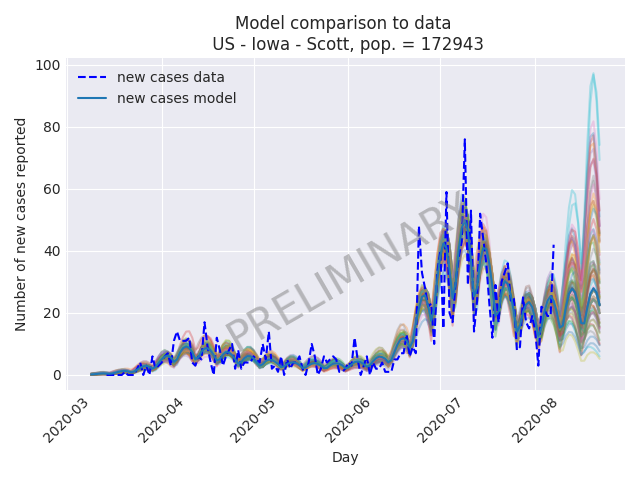 Model comparison to data
US - Iowa - Scott, pop. = 172943
new cases data
new cases model
PRELIMINARY
Number of new cases reported
100
80
60
40
20
0
2020-03
2020-04
2020-05
2020-06
2020-07
2020-08
Day